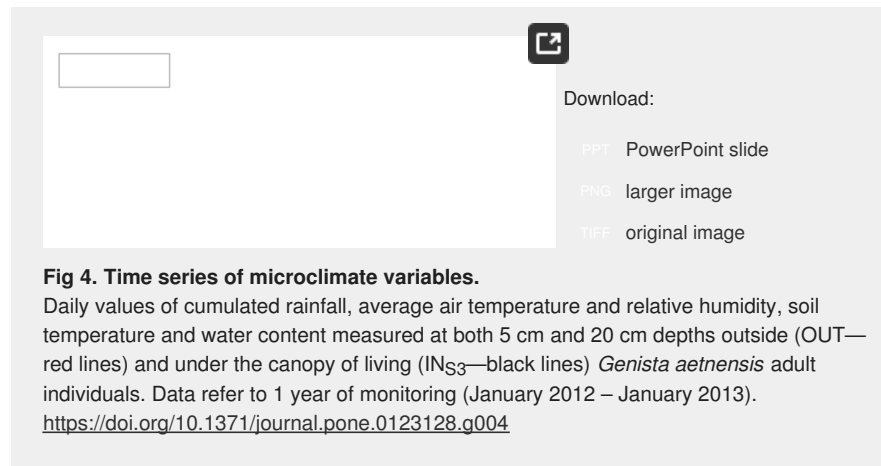 Download:
PPT PowerPoint slide
PNG larger image
TIFF original image
Fig 4. Time series of microclimate variables.
Daily values of cumulated rainfall, average air temperature and relative humidity, soil
temperature and water content measured at both 5 cm and 20 cm depths outside (OUT—
red lines) and under the canopy of living (INS3—black lines) Genista aetnensis adult
individuals. Data refer to 1 year of monitoring (January 2012 – January 2013).
https://doi.org/10.1371/journal.pone.0123128.g004